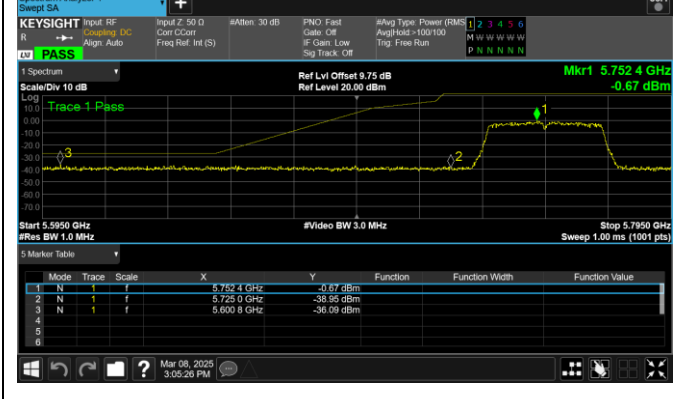 Swept SA
+
KEYSIGHT Input: RF Input Z: 50 Ω #Atten: 30 dB PNO: Fast #Avg Type: Power (RMS 1 2 3 4 5 6
R Coupling: DC Corr CCorr Gate: Off Avg|Hold:>100/100 M W W W W W
Align: Auto Freq Ref: Int (S) IF Gain: Low Trig: Free Run P N N N N N
LXI PASS Sig Track: Off
1 Spectrum Ref Lvl Offset 9.75 dB Mkr1 5.752 4 GHz
Scale/Div 10 dB Ref Level 20.00 dBm -0.67 dBm
Log
Trace 1 Pass
10.0
0.00
-10.0
-20.0
-30.0
-40.0
-50.0
-60.0
-70.0
1
2
3
Start 5.5950 GHz #Video BW 3.0 MHz Stop 5.7950 GHz
#Res BW 1.0 MHz Sweep 1.00 ms (1001 pts)
5 Marker Table
Mode Trace Scale X Y Function Function Width Function Value
1 N 1 f 5.752 4 GHz -0.67 dBm
2 N 1 f 5.725 0 GHz -38.95 dBm
3 N 1 f 5.600 8 GHz -36.09 dBm
4
5
6
? Mar 08, 2025
3:05:26 PM